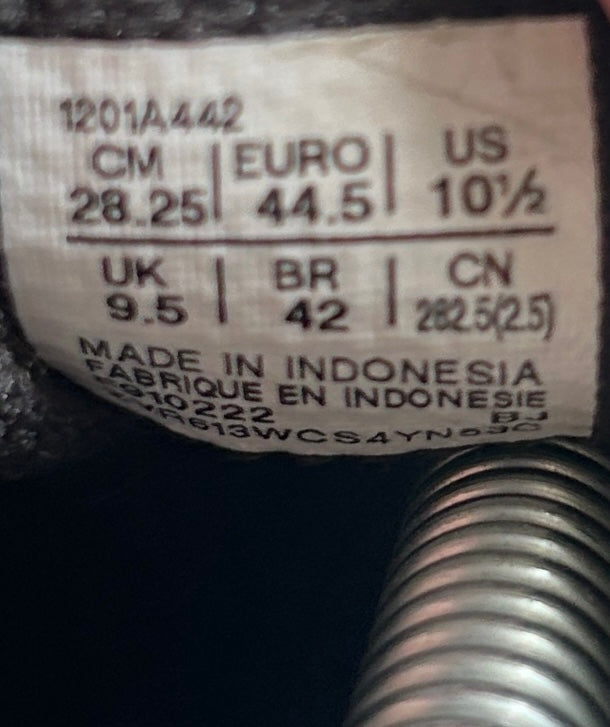 1201A442
CM | EURO | US
28.25 | 44.5 | 10½
UK | BR | CN
9.5 | 42 | 282.5(2.5)
MADE IN INDONESIA
FABRIQUE EN INDONESIE
BJ